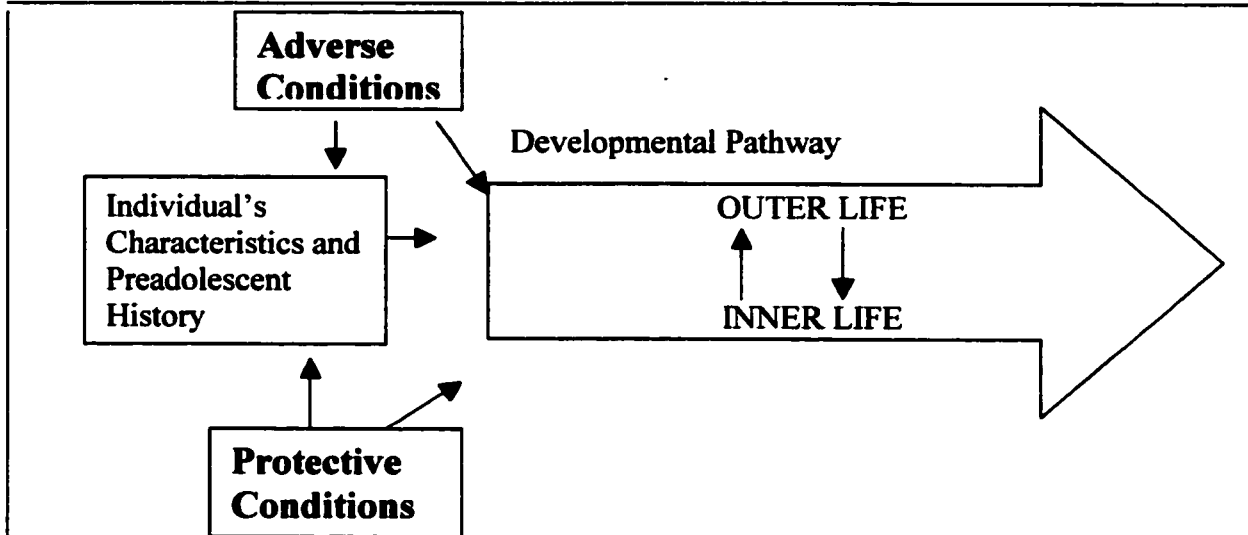 Adverse
Conditions
Developmental Pathway
Individual's
Characteristics and
Preadolescent
History
OUTER LIFE
INNER LIFE
Protective
Conditions